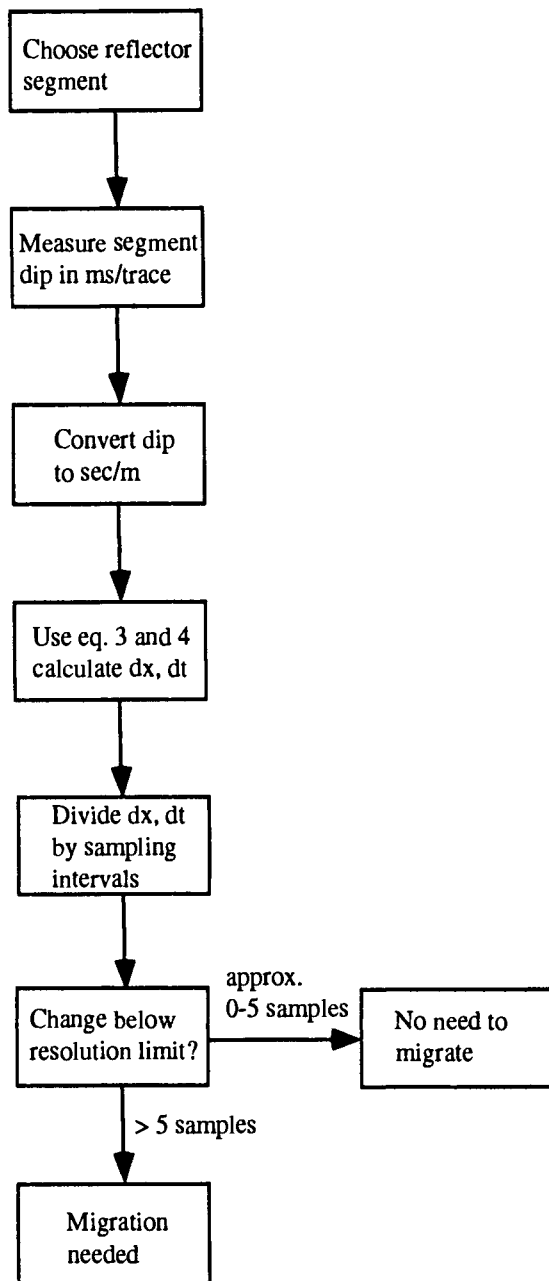 Choose reflector
segment
Measure segment
dip in ms/trace
Convert dip
to sec/m
Use eq. 3 and 4
calculate dx, dt
Divide dx, dt
by sampling
intervals
Change below
resolution limit?
approx.
0-5 samples
No need to
migrate
> 5 samples
Migration
needed